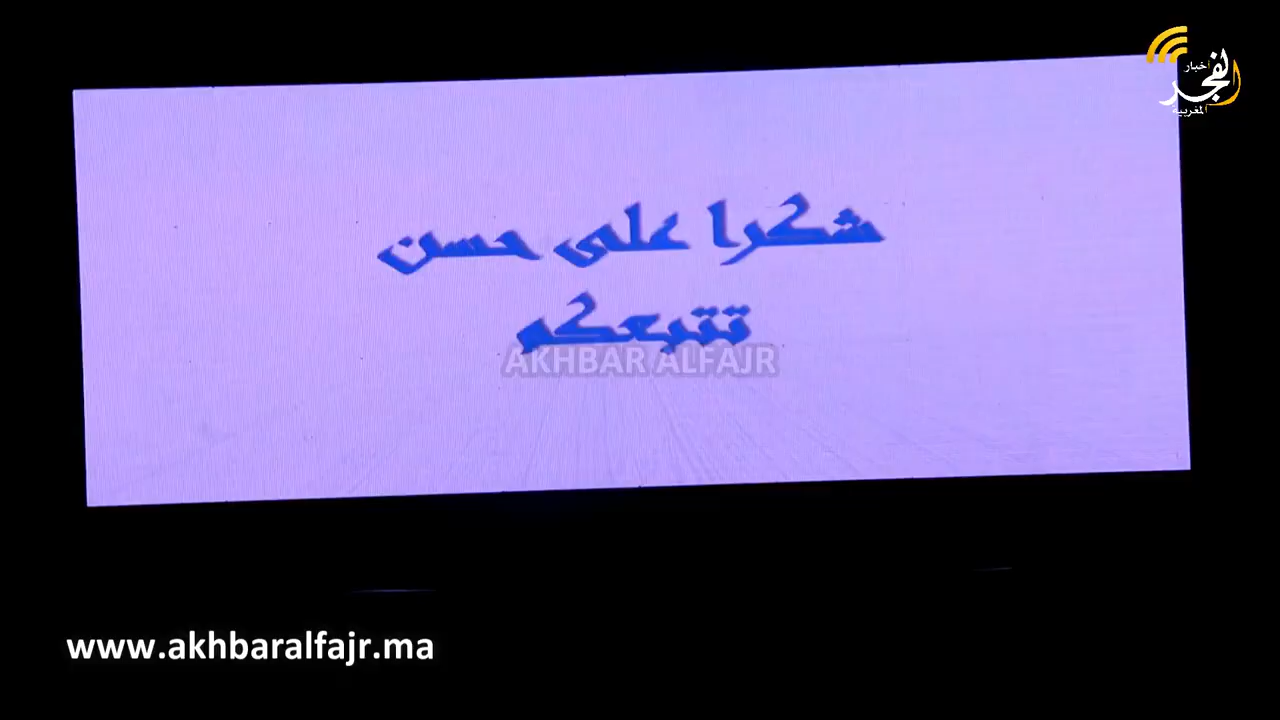 أخبار
الفجر
المغربية
شكرا على حسن
تتبعكم
AKHBAR ALFAJR
www.akhbaralfajr.ma